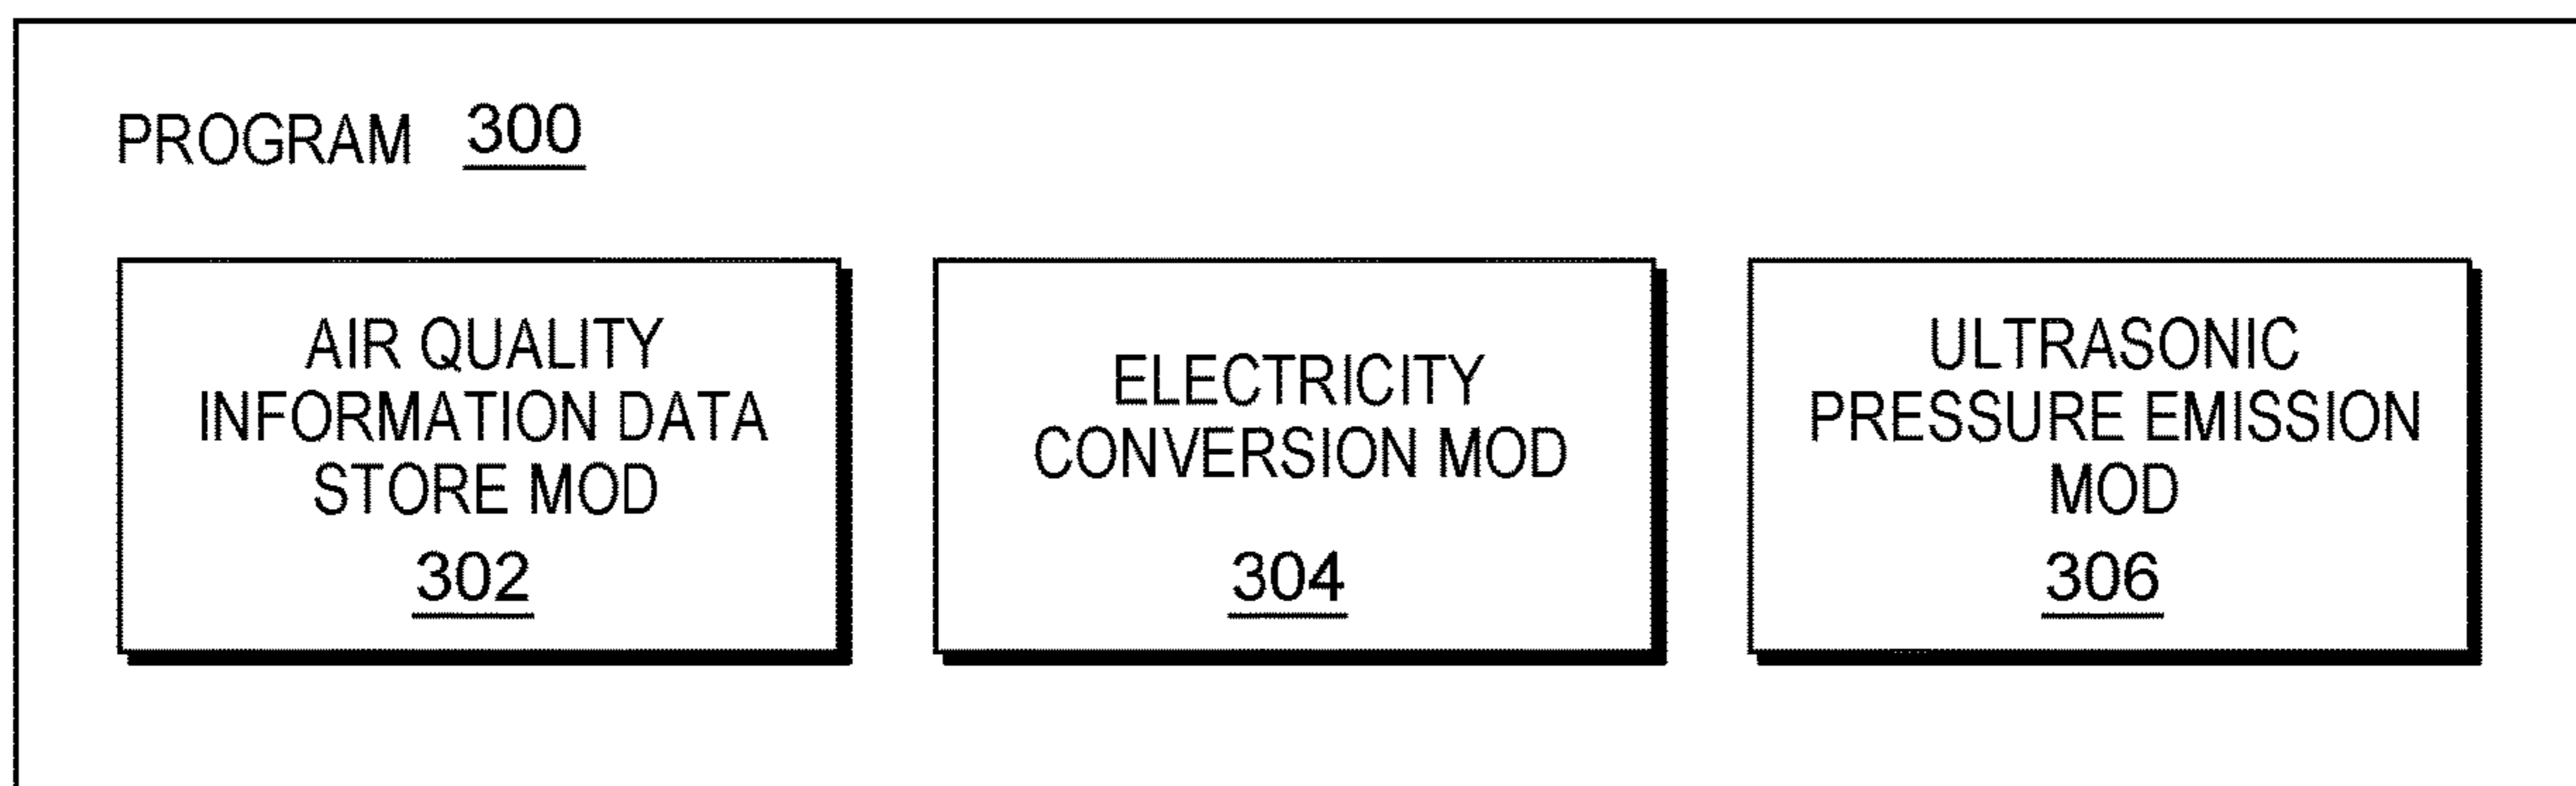 PROGRAM 300
AIR QUALITY
INFORMATION DATA
STORE MOD
302
ELECTRICITY
CONVERSION MOD
304
ULTRASONIC
PRESSURE EMISSION
MOD
306